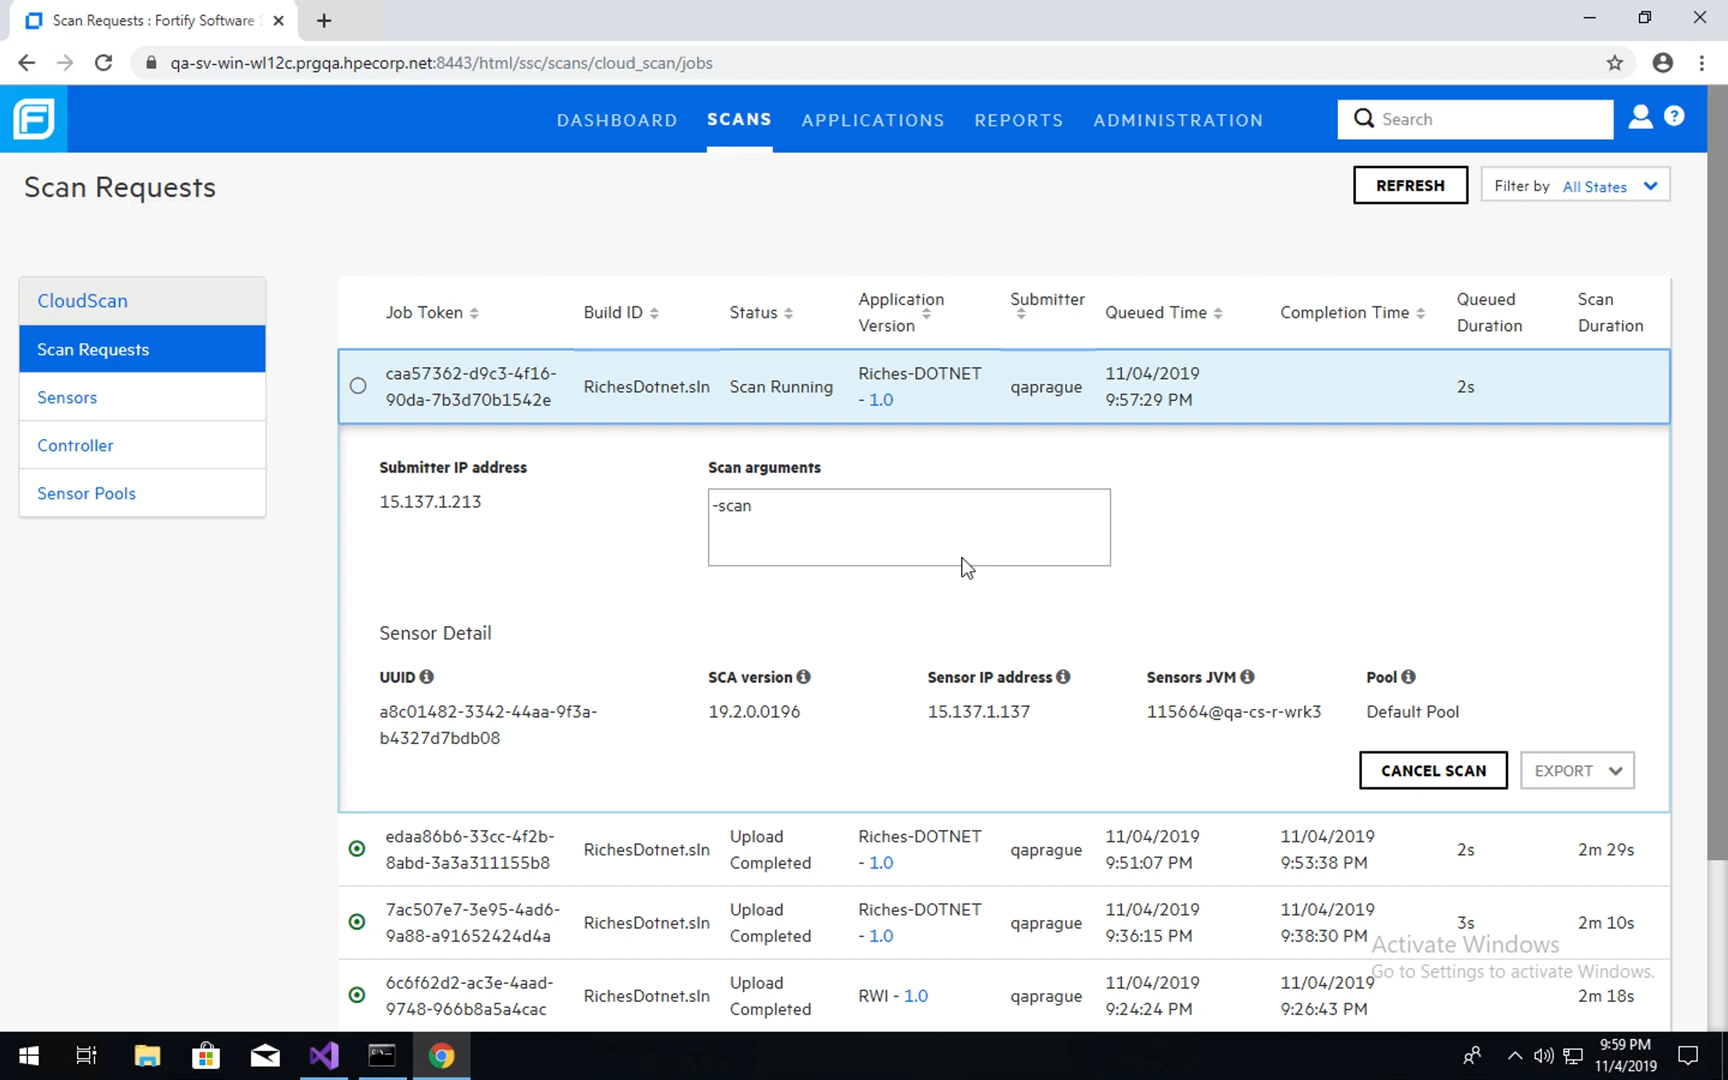 Scan Requests : Fortify Software S
qa-sv-win-wl12c.prgqa.hpecorp.net:8443/html/ssc/scans/cloud_scan/jobs
F
DASHBOARD SCANS APPLICATIONS REPORTS ADMINISTRATION Search ?
Scan Requests
REFRESH Filter by All States
CloudScan
Scan Requests
Sensors
Controller
Sensor Pools
Job Token Build ID Status Application Version Submitter Queued Time Completion Time Queued Duration Scan Duration
caa57362-d9c3-4f16- RichesDotnet.sln Scan Running Riches-DOTNET qaprague 11/04/2019 2s
90da-7b3d70b1542e - 1.0 9:57:29 PM
Submitter IP address Scan arguments
15.137.1.213 -scan
Sensor Detail
UUID SCA version Sensor IP address Sensors JVM Pool
a8c01482-3342-44aa-9f3a- 19.2.0.0196 15.137.1.137 115664@qa-cs-r-wrk3 Default Pool
b4327d7bdb08
CANCEL SCAN EXPORT
edaa86b6-33cc-4f2b- RichesDotnet.sln Upload Riches-DOTNET qaprague 11/04/2019 11/04/2019 2s 2m 29s
8abd-3a3a311155b8 Completed - 1.0 9:51:07 PM 9:53:38 PM
7ac507e7-3e95-4ad6- RichesDotnet.sln Upload Riches-DOTNET qaprague 11/04/2019 11/04/2019 3s 2m 10s
9a88-a91652424d4a Completed - 1.0 9:36:15 PM 9:38:30 PM
Activate Windows
Go to Settings to activate Windows.
6c6f62d2-ac3e-4aad- RichesDotnet.sln Upload RWI - 1.0 qaprague 11/04/2019 11/04/2019 2m 18s
9748-966b8a5a4cac Completed 9:24:24 PM 9:26:43 PM
9:59 PM
11/4/2019